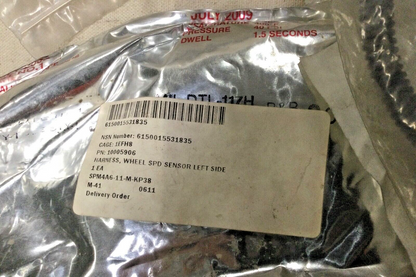 JULY 2009
PRESSURE
DWELL 1.5 SECONDS
6150015531835
NSN Number: 6150015531835
CAGE: 1EFH8
PN: 10005906
HARNESS, WHEEL SPD SENSOR LEFT SIDE
1 EA
SPM4A6-11-M-KP38
M-41 0611
Delivery Order